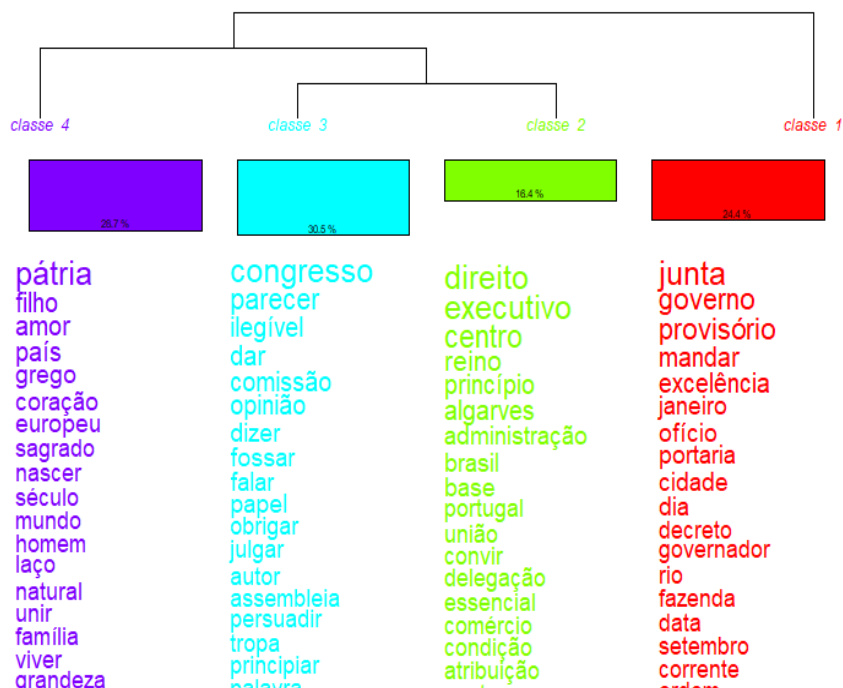 classe 4
classe 3
classe 2
classe 1
28.7 %
30.5 %
16.4 %
24.4 %
pátria
filho
amor
país
grego
coração
europeu
sagrado
nascer
século
mundo
homem
laço
natural
unir
família
viver
grandeza
congresso
parecer
ilegível
dar
comissão
opinião
dizer
fossar
falar
papel
obrigar
julgar
autor
assembleia
persuadir
tropa
principiar
palavra
direito
executivo
centro
reino
princípio
algarves
administração
brasil
base
portugal
união
convir
delegação
essencial
comércio
condição
atribuição
junta
governo
provisório
mandar
excelência
janeiro
ofício
portaria
cidade
dia
decreto
governador
rio
fazenda
data
setembro
corrente
ordem